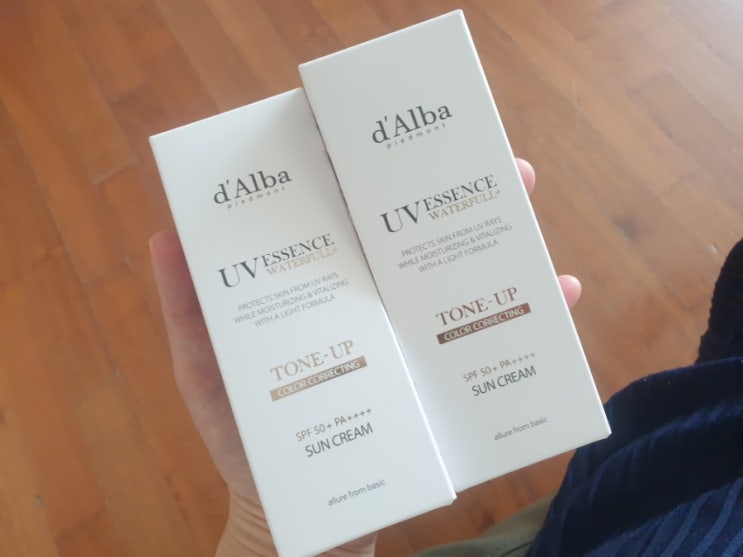 d'Alba
piedmont
UV ESSENCE
WATERFULL+
PROTECTS SKIN FROM UV RAYS
WHILE MOISTURIZING & VITALIZING
WITH A LIGHT FORMULA
TONE-UP
COLOR CORRECTING
SPF 50+ PA++++
SUN CREAM
allure from basic
d'Alba
piedmont
UV ESSENCE
WATERFULL+
PROTECTS SKIN FROM UV RAYS
WHILE MOISTURIZING & VITALIZING
WITH A LIGHT FORMULA
TONE-UP
COLOR CORRECTING
SPF 50+ PA++++
SUN CREAM
allure from basic